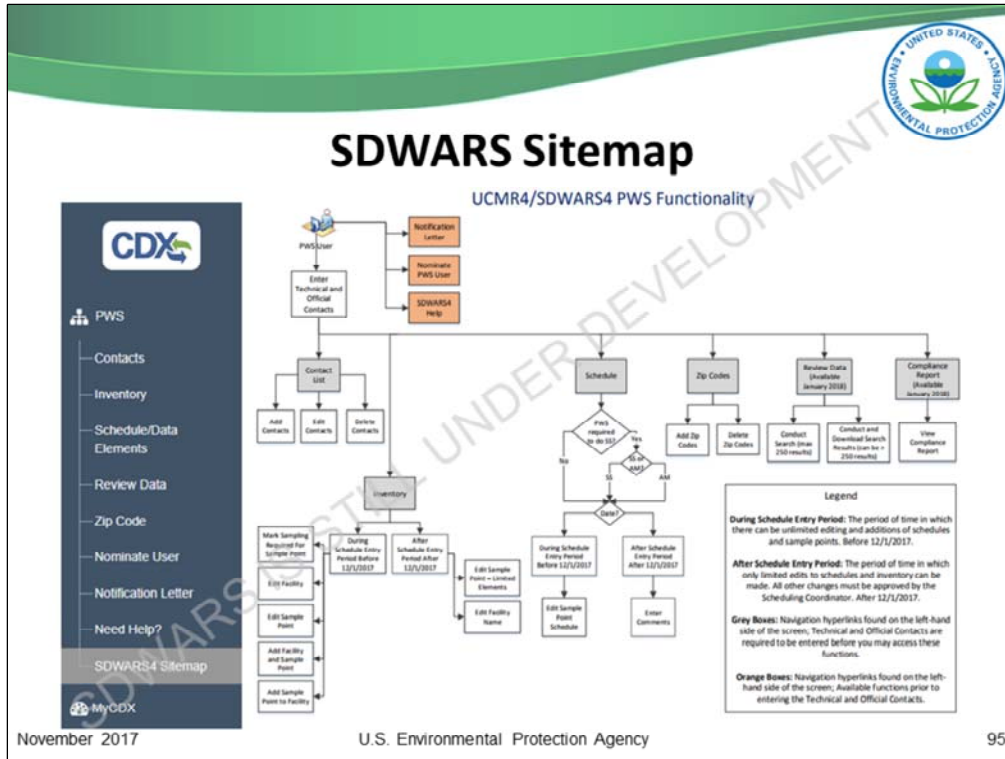 UNITED STATES
ENVIRONMENTAL PROTECTION AGENCY
SDWARS Sitemap
UCMR4/SDWARS4 PWS Functionality
SDWARS IS STILL UNDER DEVELOPMENT
CDX
PWS
Contacts
Inventory
Schedule/Data
Elements
Review Data
Zip Code
Nominate User
Notification Letter
Need Help?
SDWARS4 Sitemap
MyCDX
PWS User
Notification
Letter
Nominate
PWS User
SDWARS4
Help
Enter
Technical and
Official
Contacts
Contact
List
Add
Contacts
Edit
Contacts
Delete
Contacts
Inventory
During
Schedule Entry
Period Before
12/1/2017
After
Schedule Entry
Period After
12/1/2017
Mark Sampling
Required For
Sample Point
Edit Facility
Edit Sample
Point
Add Facility
and Sample
Point
Add Sample
Point to Facility
Edit Sample
Point – Limited
Elements
Edit Facility
Name
Schedule
PWS
required
to do SS?
No
Yes
SS or
AM?
SS
AM
Date?
During Schedule
Entry Period
Before 12/1/2017
After Schedule
Entry Period
After 12/1/2017
Edit Sample
Point
Schedule
Enter
Comments
Zip Codes
Add Zip
Codes
Delete
Zip Codes
Review Data
(Available
January 2018)
Conduct
Search (max
250 results)
Conduct and
Download Search
Results (can be >
250 results)
Compliance
Report
(Available
January 2018)
View
Compliance
Report
Legend
During Schedule Entry Period: The period of time in which
there can be unlimited editing and additions of schedules
and sample points. Before 12/1/2017.
After Schedule Entry Period: The period of time in which
only limited edits to schedules and inventory can be
made. All other changes must be approved by the
Scheduling Coordinator. After 12/1/2017.
Grey Boxes: Navigation hyperlinks found on the left-hand
side of the screen; Technical and Official Contacts are
required to be entered before you may access these
functions.
Orange Boxes: Navigation hyperlinks found on the left-
hand side of the screen; Available functions prior to
entering the Technical and Official Contacts.
November 2017
U.S. Environmental Protection Agency
95